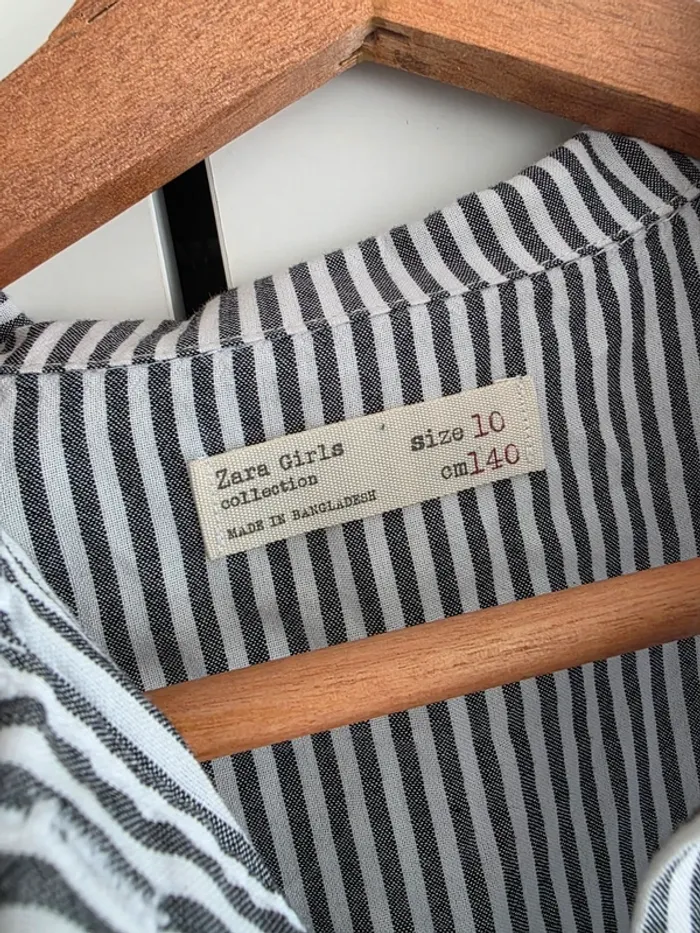 Zara Girls
collection
MADE IN BANGLADESH
Size 10
cm140